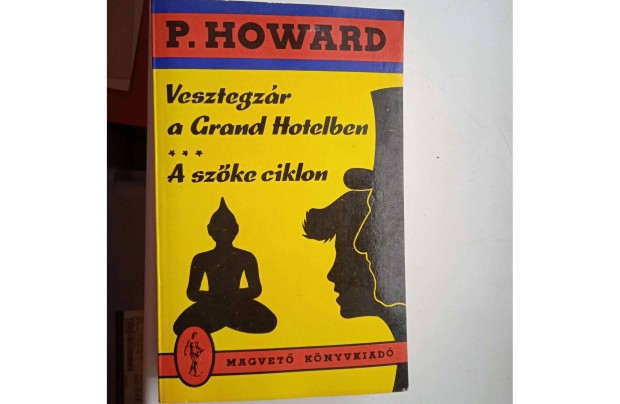 P. HOWARD
Vesztegzár
a Grand Hotelben
***
A szőke ciklon
MAGVETŐ KÖNYVKIADÓ